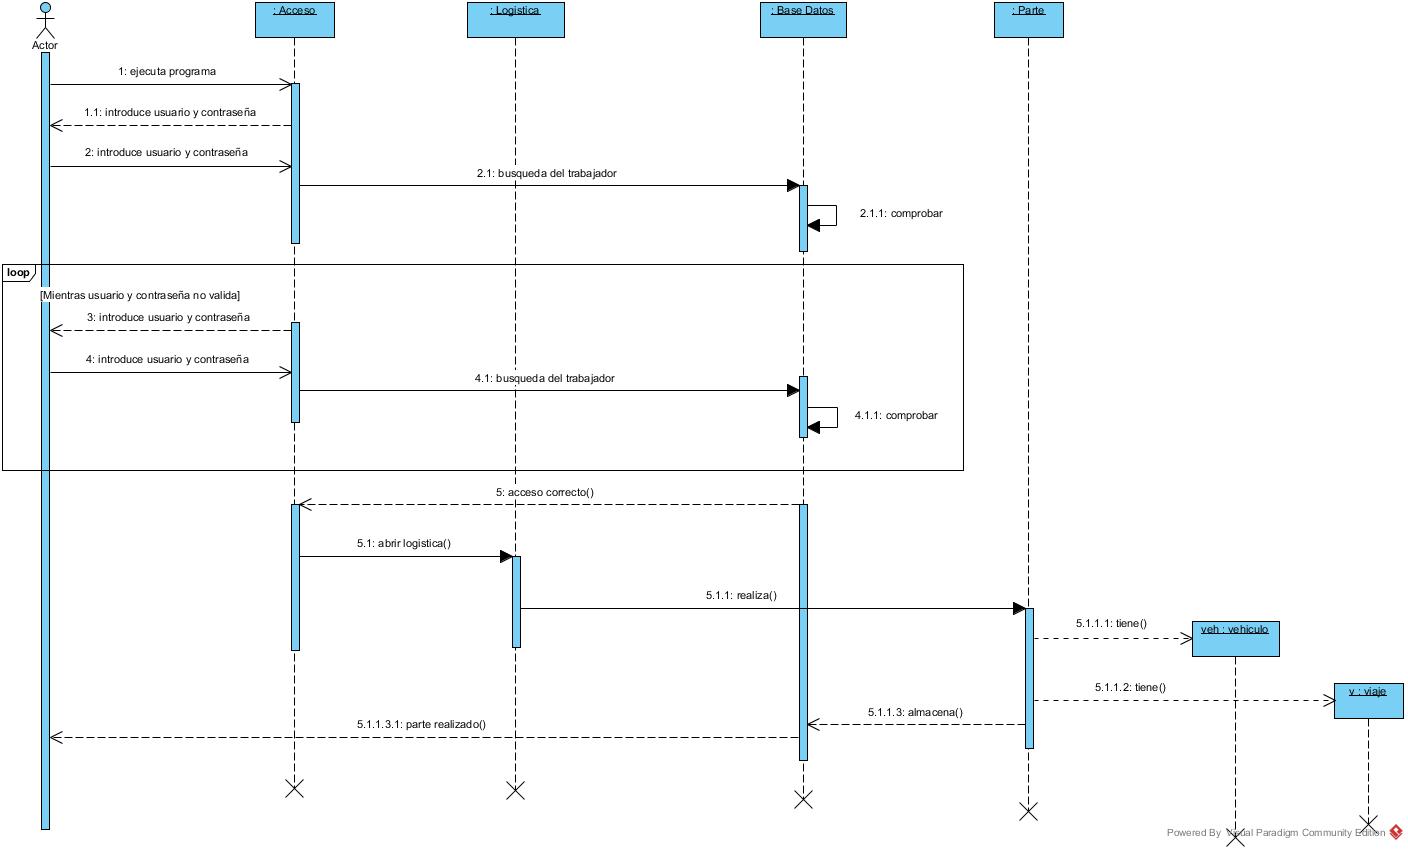 : Acceso
: Logistica
: Base Datos
: Parte
Actor
1: ejecuta programa
1.1: introduce usuario y contraseña
2: introduce usuario y contraseña
2.1: busqueda del trabajador
2.1.1: comprobar
loop
[Mientras usuario y contraseña no valida]
3: introduce usuario y contraseña
4: introduce usuario y contraseña
4.1: busqueda del trabajador
4.1.1: comprobar
5: acceso correcto()
5.1: abrir logistica()
5.1.1: realiza()
5.1.1.1: tiene()
veh : vehiculo
5.1.1.2: tiene()
v : viaje
5.1.1.3: almacena()
5.1.1.3.1: parte realizado()
Powered By Visual Paradigm Community Edition